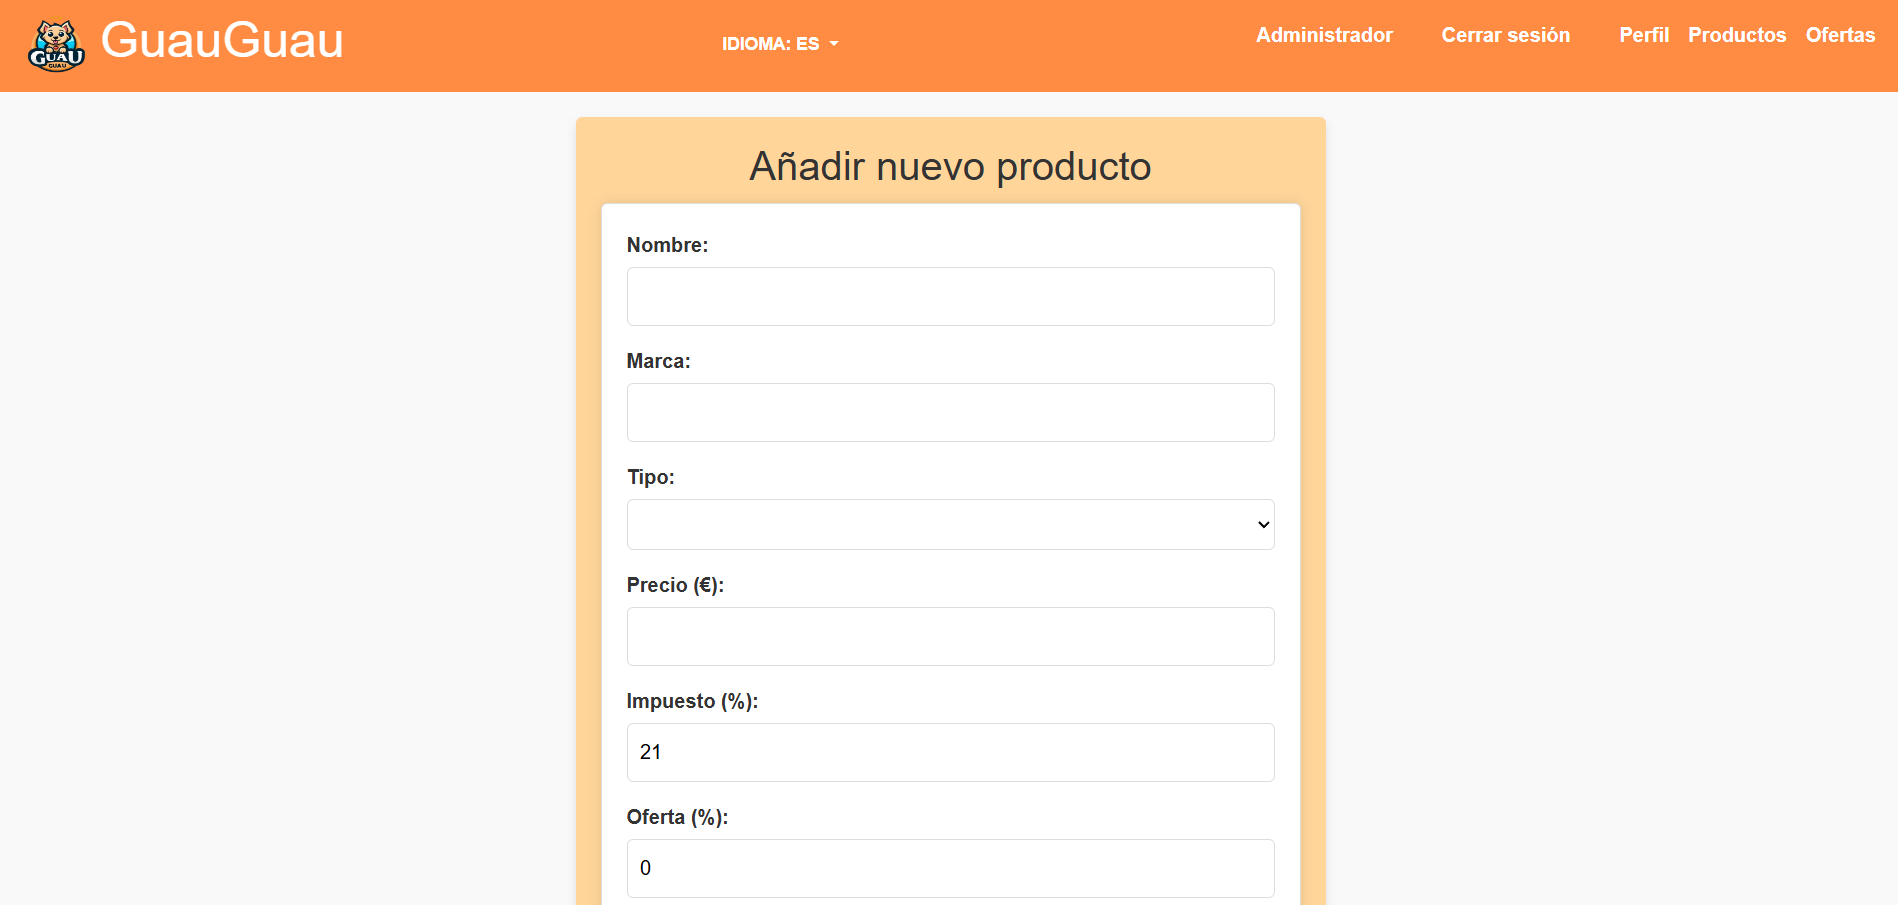 GUAU
GUAU
GuauGuau
IDIOMA: ES
Administrador
Cerrar sesión
Perfil
Productos
Ofertas
Añadir nuevo producto
Nombre:
Marca:
Tipo:
Precio (€):
Impuesto (%):
21
Oferta (%):
0